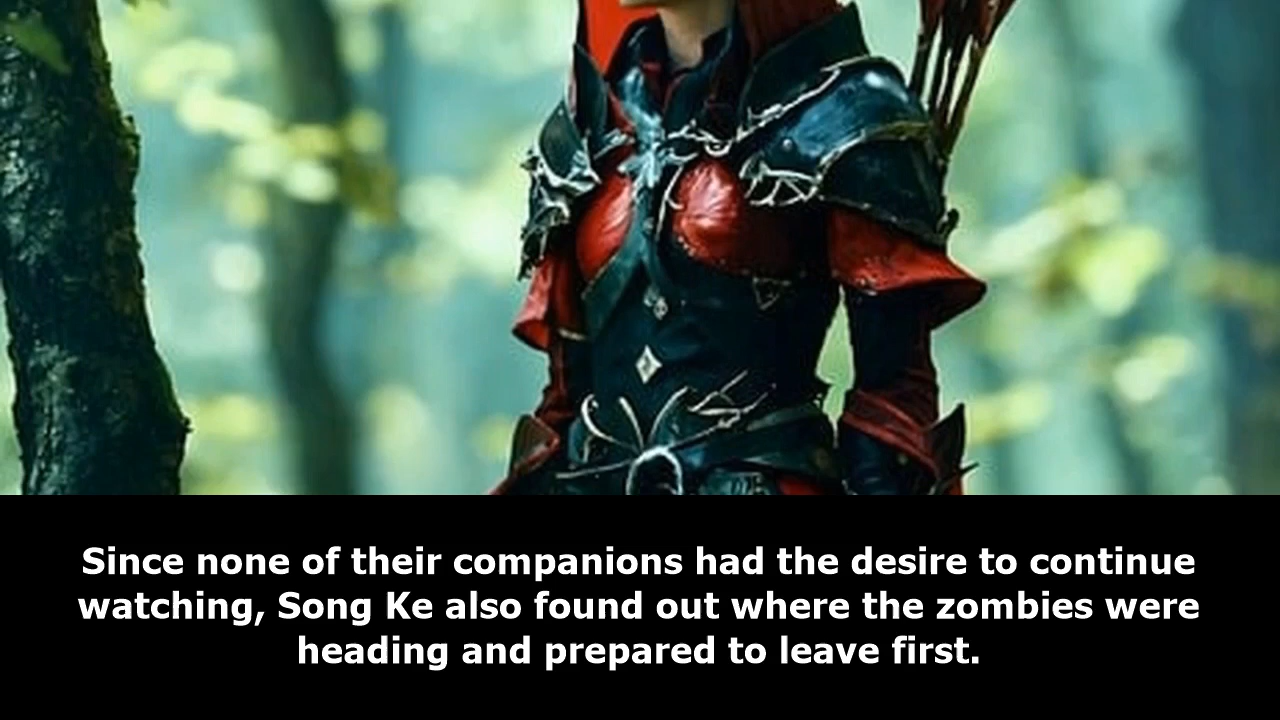 Since none of their companions had the desire to continue
watching, Song Ke also found out where the zombies were
heading and prepared to leave first.